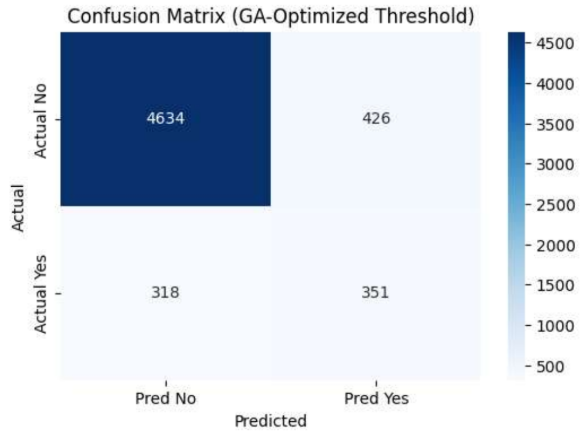 Confusion Matrix (GA-Optimized Threshold)
Actual
Actual No
Actual Yes
4634
426
318
351
Pred No
Pred Yes
Predicted
4500
4000
3500
3000
2500
2000
1500
1000
500